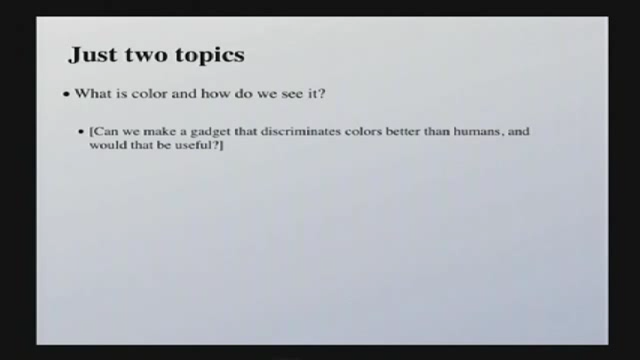 Just two topics
• What is color and how do we see it?
• [Can we make a gadget that discriminates colors better than humans, and
would that be useful?]